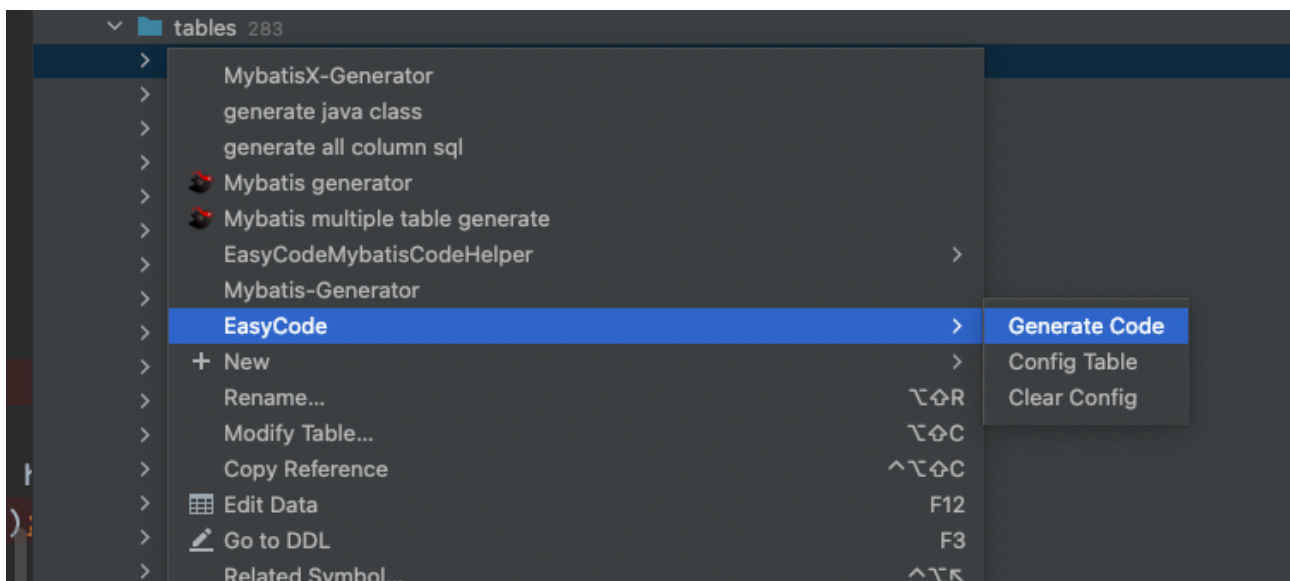 tables 283
MybatisX-Generator
generate java class
generate all column sql
Mybatis generator
Mybatis multiple table generate
EasyCodeMybatisCodeHelper
Mybatis-Generator
EasyCode Generate Code
+ New Config Table
Rename... ⌥⇧R Clear Config
Modify Table... ⌥⇧C
Copy Reference ^⌥⇧C
Edit Data F12
Go to DDL F3
Related Symbol... ^⌥↖